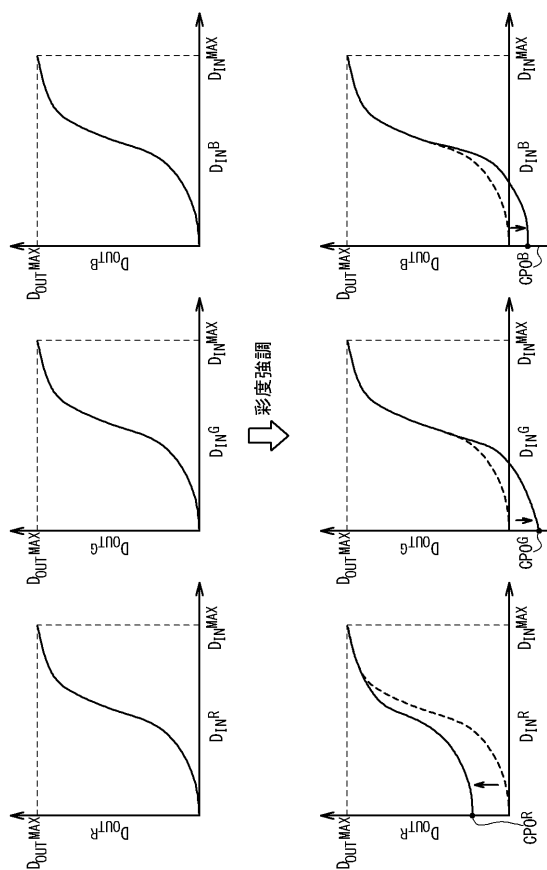 D_OUT^MAX
D_OUT^B
D_IN^B
D_IN^MAX
D_OUT^MAX
D_OUT^B
D_IN^B
D_IN^MAX
CPO^B
D_OUT^MAX
D_OUT^G
D_IN^G
D_IN^MAX
彩度強調
D_OUT^MAX
D_OUT^G
D_IN^G
D_IN^MAX
CPO^G
D_OUT^MAX
D_OUT^R
D_IN^R
D_IN^MAX
D_OUT^MAX
D_OUT^R
D_IN^R
D_IN^MAX
CPO^R